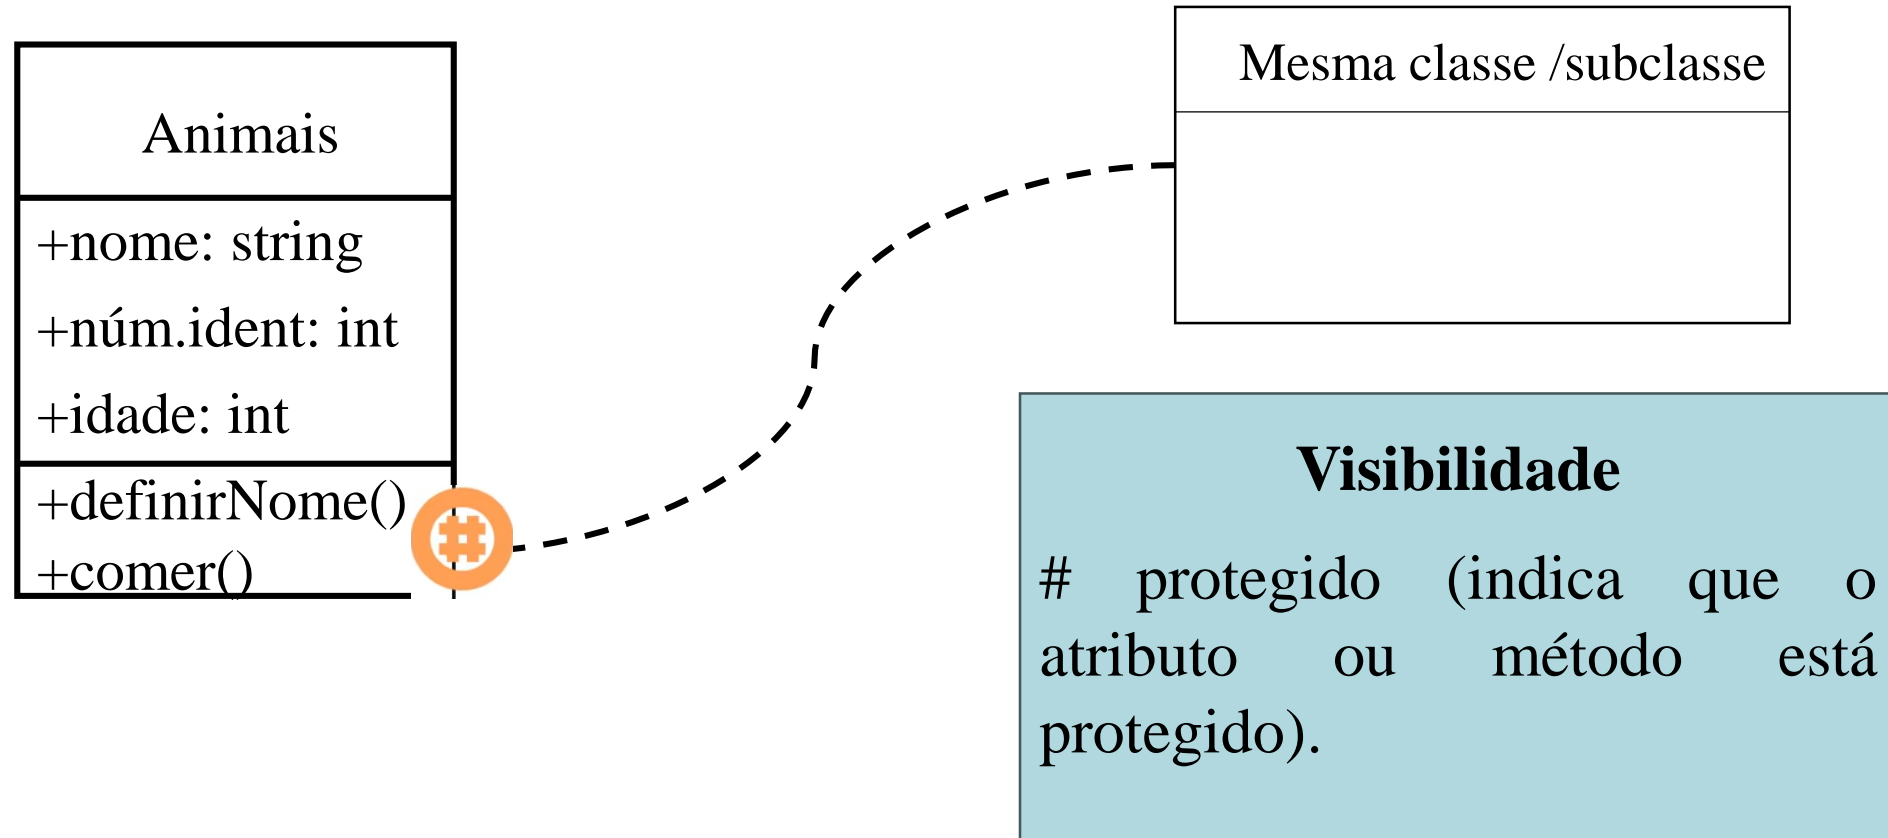 Animais
+nome: string
+núm.ident: int
+idade: int
+definirNome()
+comer()
#
Mesma classe /subclasse
Visibilidade
# protegido (indica que o
atributo ou método está
protegido).